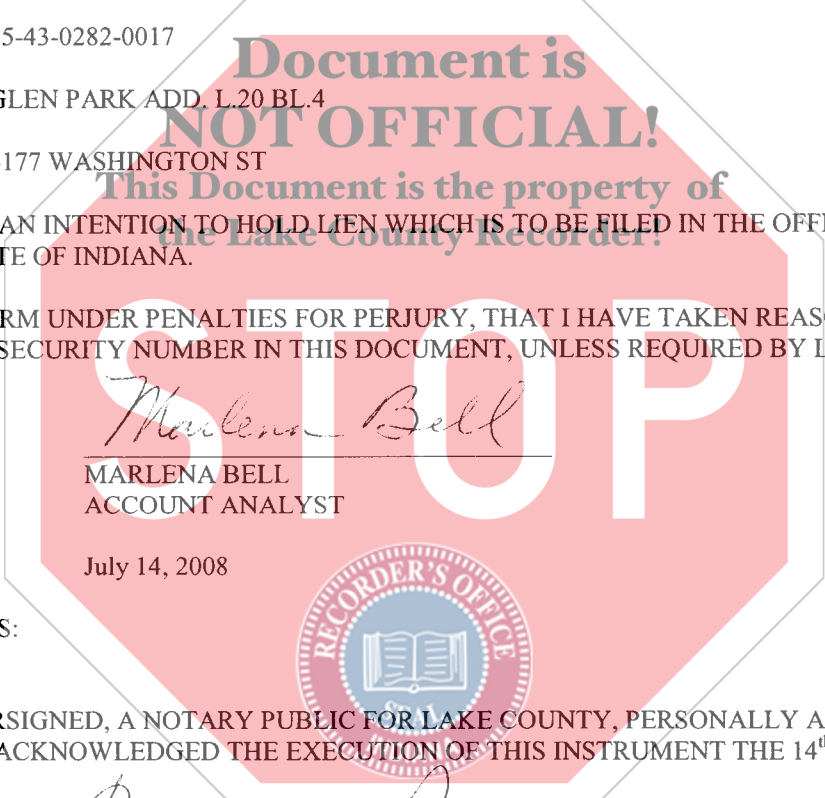 5-43-0282-0017
Document is
GLEN PARK ADD. L.20 BL.4
NOT OFFICIAL!
177 WASHINGTON ST
This Document is the property of
AN INTENTION TO HOLD LIEN WHICH IS TO BE FILED IN THE OFFI
the Lake County Recorder!
TE OF INDIANA.
RM UNDER PENALTIES FOR PERJURY, THAT I HAVE TAKEN REASO
SECURITY NUMBER IN THIS DOCUMENT, UNLESS REQUIRED BY L
STOP
Marlena Bell
MARLENA BELL
ACCOUNT ANALYST
July 14, 2008
RECORDER'S OFFICE
S:
SEAL
RSIGNED, A NOTARY PUBLIC FOR LAKE COUNTY, PERSONALLY A
ACKNOWLEDGED THE EXECUTION OF THIS INSTRUMENT THE 14th